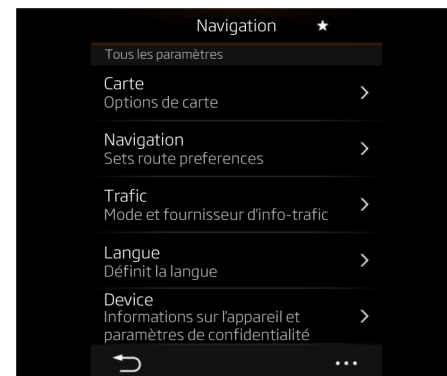 Navigation
Tous les paramètres
Carte
Options de carte
Navigation
Sets route preferences
Trafic
Mode et fournisseur d'info-trafic
Langue
Définit la langue
Device
Informations sur l'appareil et
paramètres de confidentialité